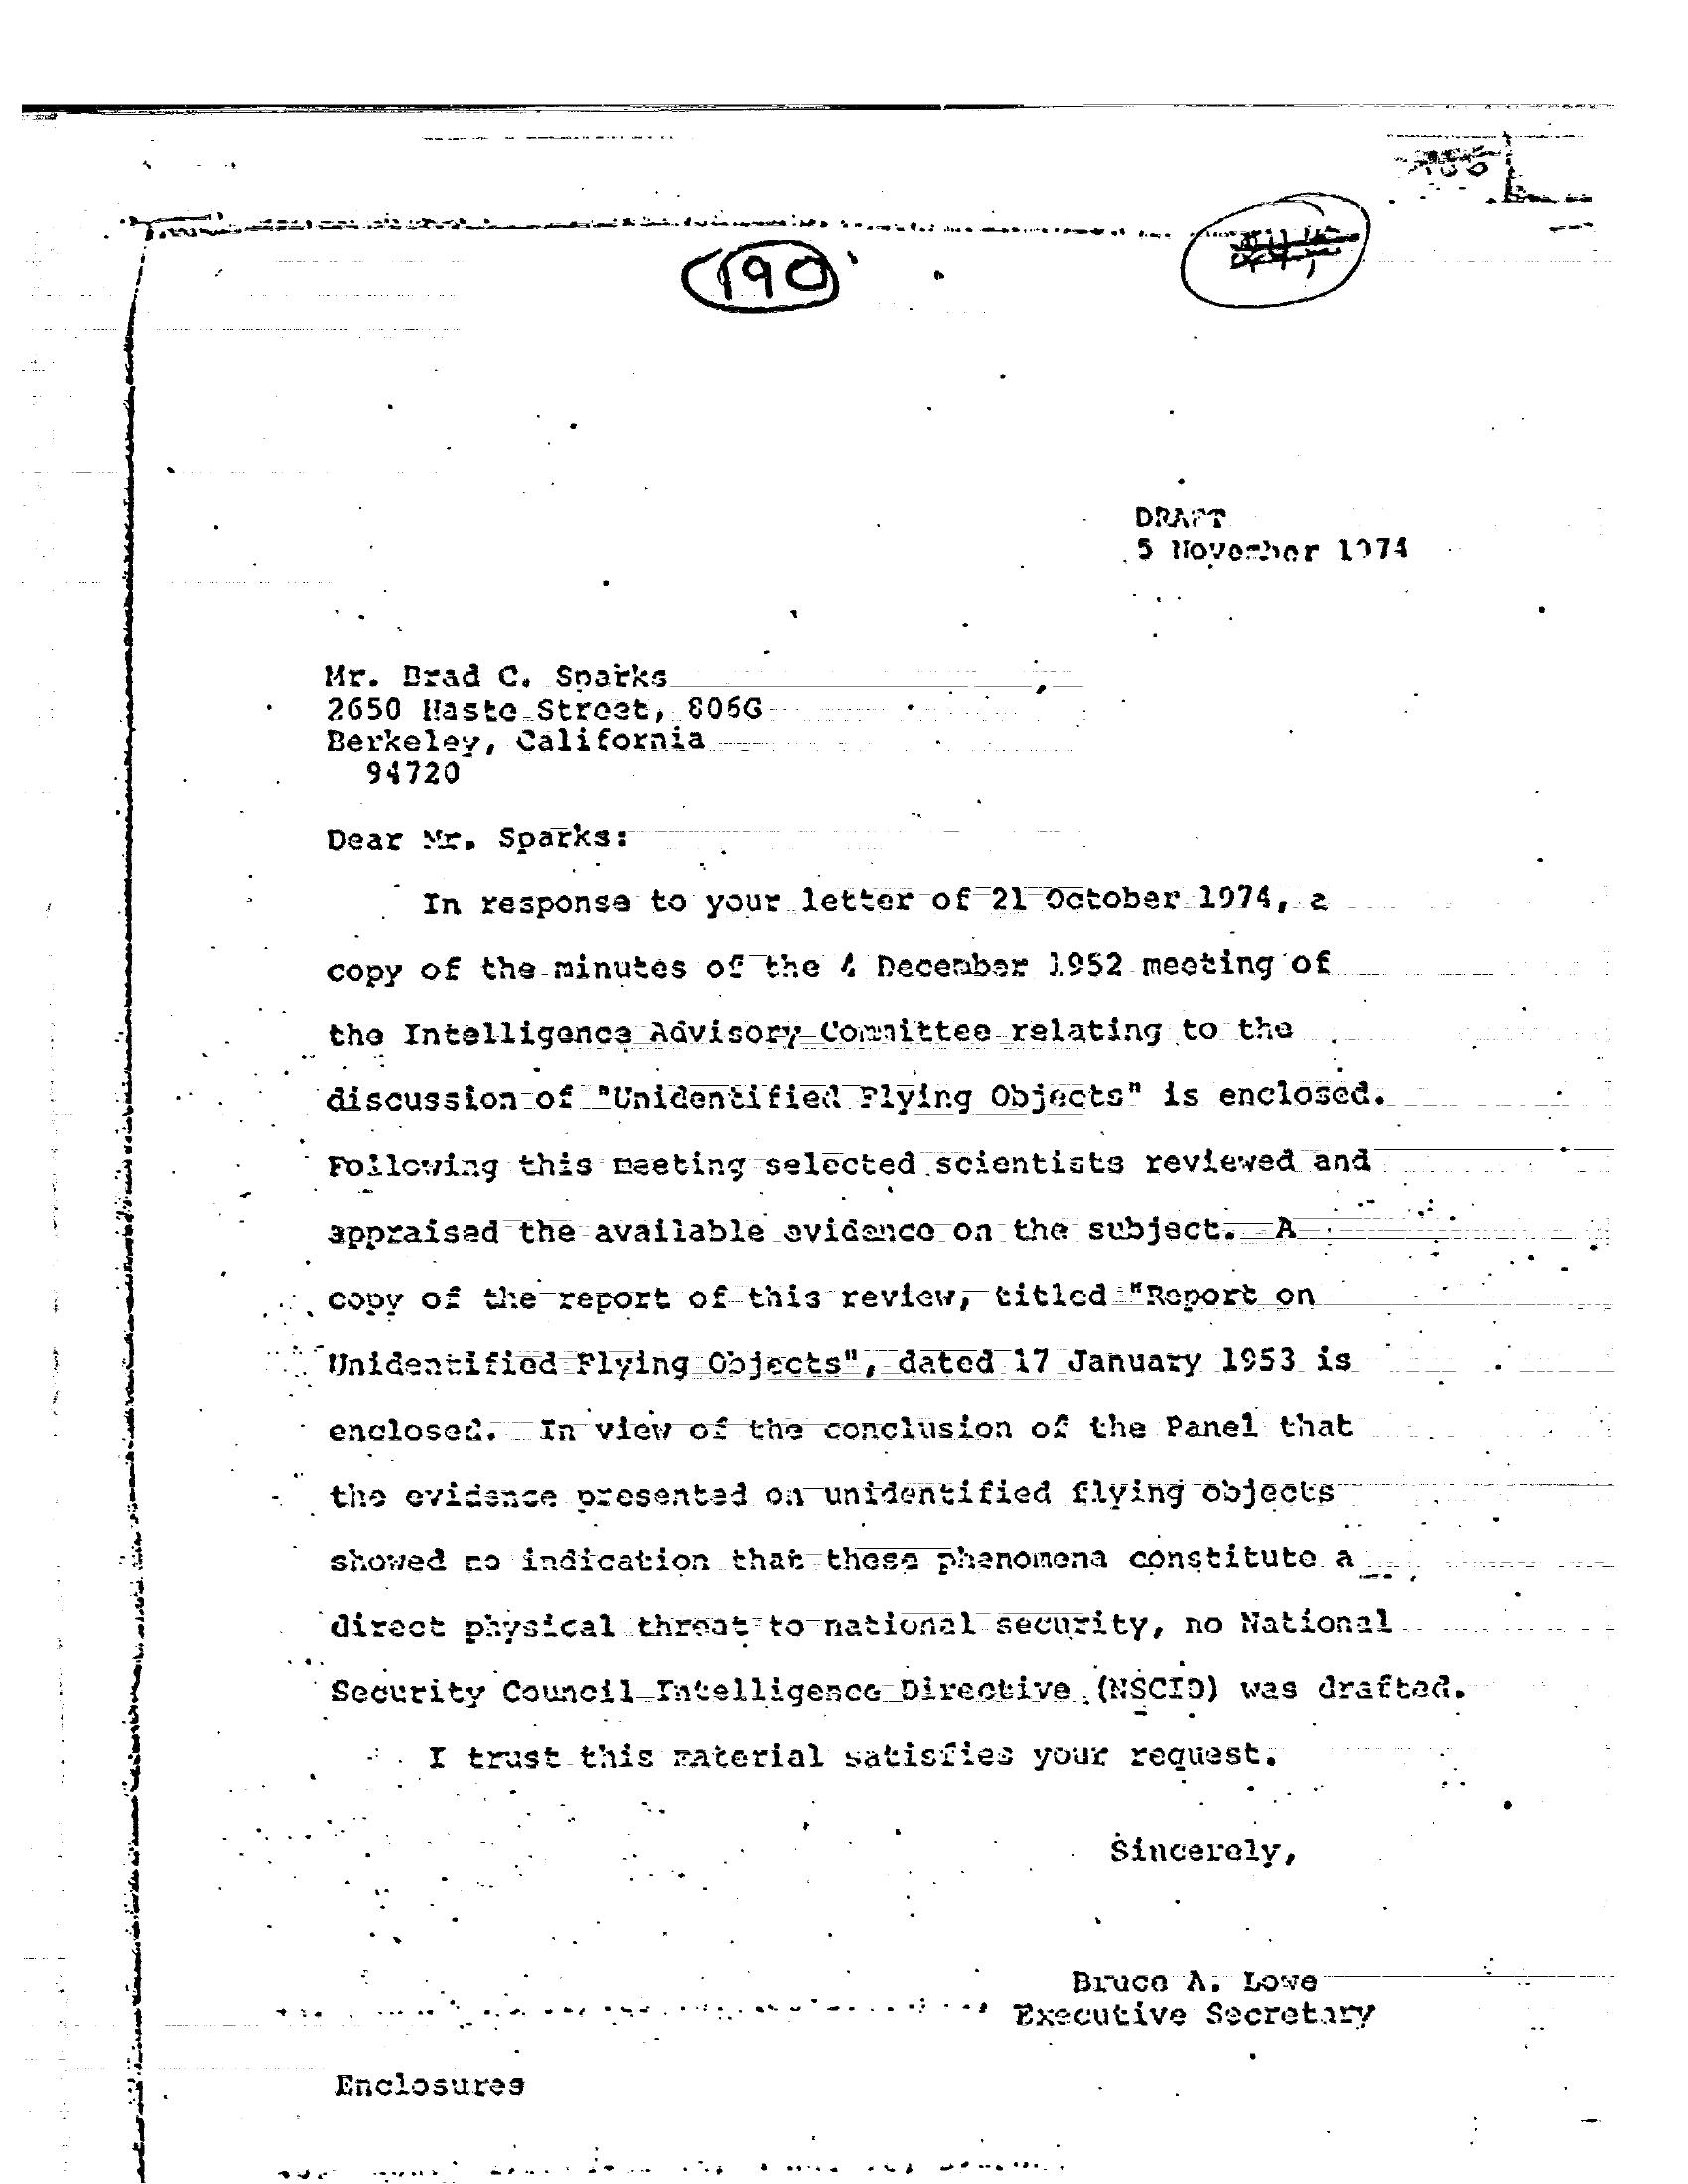 190
DRAFT
5 November 1974
Mr. Brad C. Sparks
2650 Haste Street, 806G
Berkeley, California
94720
Dear Mr. Sparks:
In response to your letter of 21 October 1974, a
copy of the minutes of the 4 December 1952 meeting of
the Intelligence Advisory Committee relating to the
discussion of "Unidentified Flying Objects" is enclosed.
Following this meeting selected scientists reviewed and
appraised the available evidence on the subject. A
copy of the report of this review, titled "Report on
Unidentified Flying Objects", dated 17 January 1953 is
enclosed. In view of the conclusion of the Panel that
the evidence presented on unidentified flying objects
showed no indication that these phenomena constitute a
direct physical threat to national security, no National
Security Council Intelligence Directive (NSCID) was drafted.
I trust this material satisfies your request.
Sincerely,
Bruce A. Lowe
Executive Secretary
Enclosures